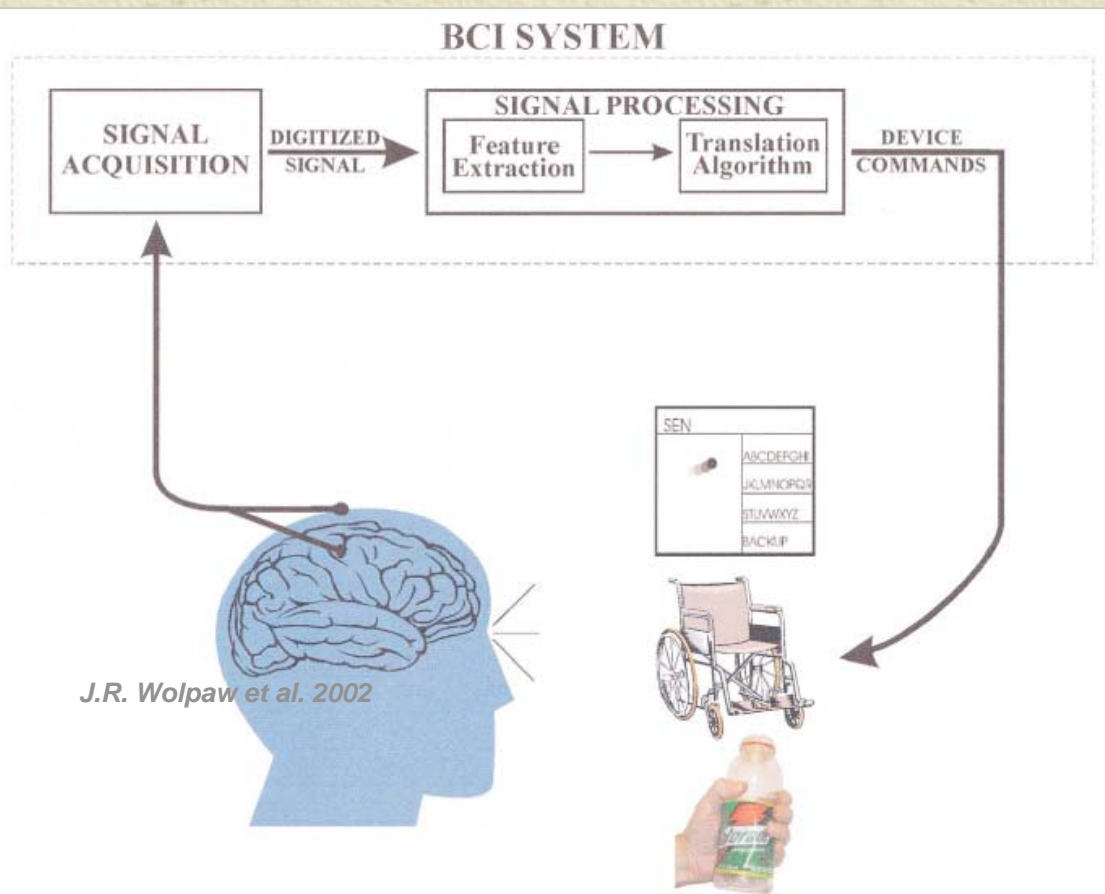 BCI SYSTEM
SIGNAL
ACQUISITION
DIGITIZED
SIGNAL
SIGNAL PROCESSING
Feature
Extraction
Translation
Algorithm
DEVICE
COMMANDS
SEN
ABCDEFGHI
JKLMNOPQR
STUVWXYZ
BACKUP
J.R. Wolpaw et al. 2002